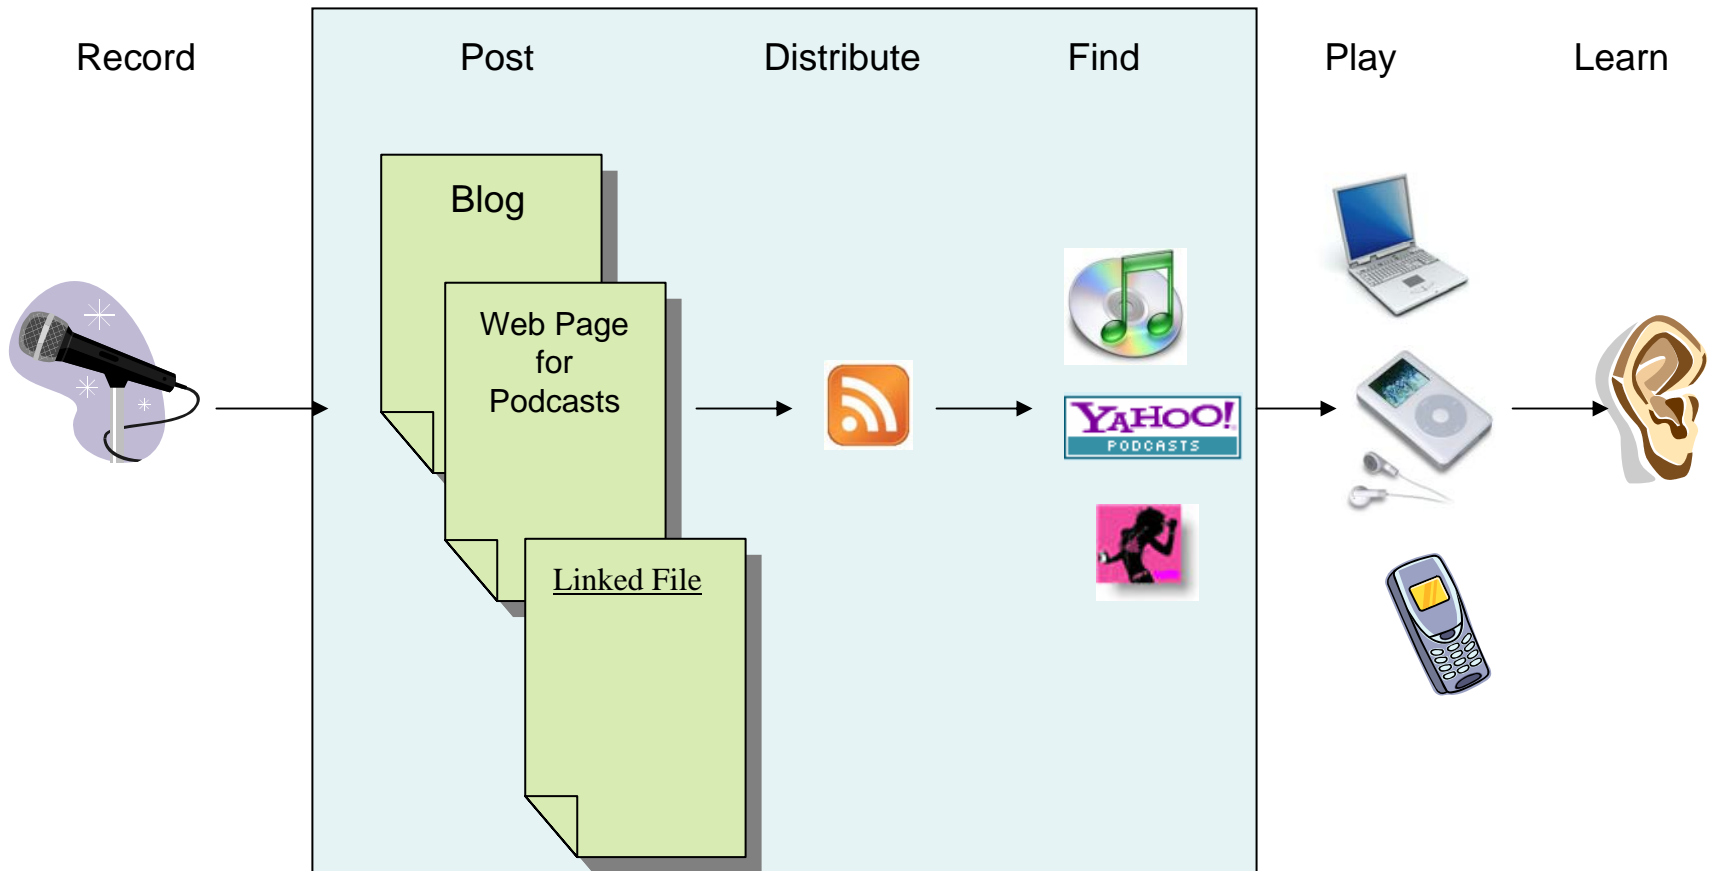 Record
Post
Distribute
Find
Play
Learn
Blog
Web Page
for
Podcasts
Linked File
YAHOO!
PODCASTS